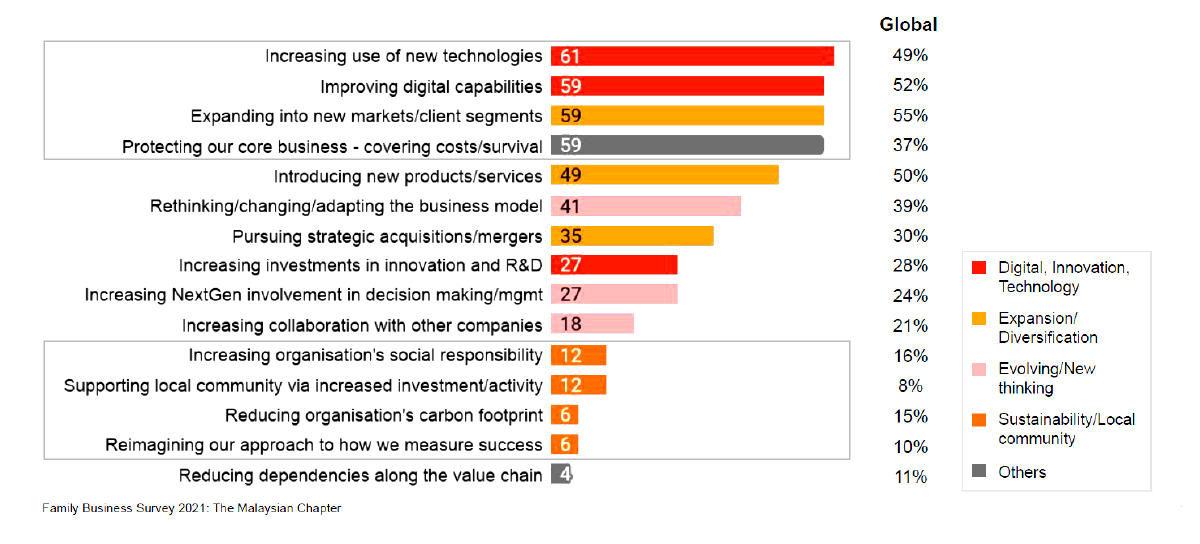 Global
Increasing use of new technologies 61 49%
Improving digital capabilities 59 52%
Expanding into new markets/client segments 59 55%
Protecting our core business - covering costs/survival 59 37%
Introducing new products/services 49 50%
Rethinking/changing/adapting the business model 41 39%
Pursuing strategic acquisitions/mergers 35 30%
Increasing investments in innovation and R&D 27 28%
Increasing NextGen involvement in decision making/mgmt 27 24%
Increasing collaboration with other companies 18 21%
Increasing organisation's social responsibility 12 16%
Supporting local community via increased investment/activity 12 8%
Reducing organisation's carbon footprint 6 15%
Reimagining our approach to how we measure success 6 10%
Reducing dependencies along the value chain 4 11%
Digital, Innovation,
Technology
Expansion/
Diversification
Evolving/New
thinking
Sustainability/Local
community
Others
Family Business Survey 2021: The Malaysian Chapter